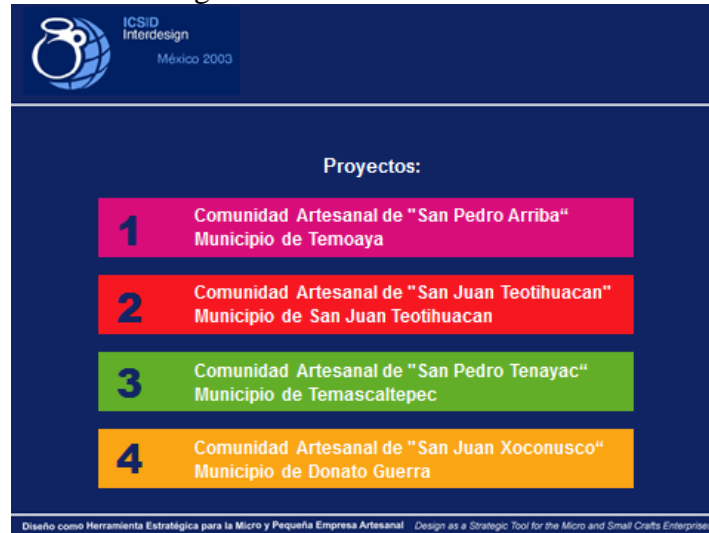 ICSID
Interdesign
México 2003
Proyectos:
1
Comunidad Artesanal de "San Pedro Arriba“
Municipio de Temoaya
2
Comunidad Artesanal de "San Juan Teotihuacan"
Municipio de San Juan Teotihuacan
3
Comunidad Artesanal de "San Pedro Tenayac“
Municipio de Temascaltepec
4
Comunidad Artesanal de "San Juan Xoconusco“
Municipio de Donato Guerra
Diseño como Herramienta Estratégica para la Micro y Pequeña Empresa Artesanal Design as a Strategic Tool for the Micro and Small Crafts Enterprises